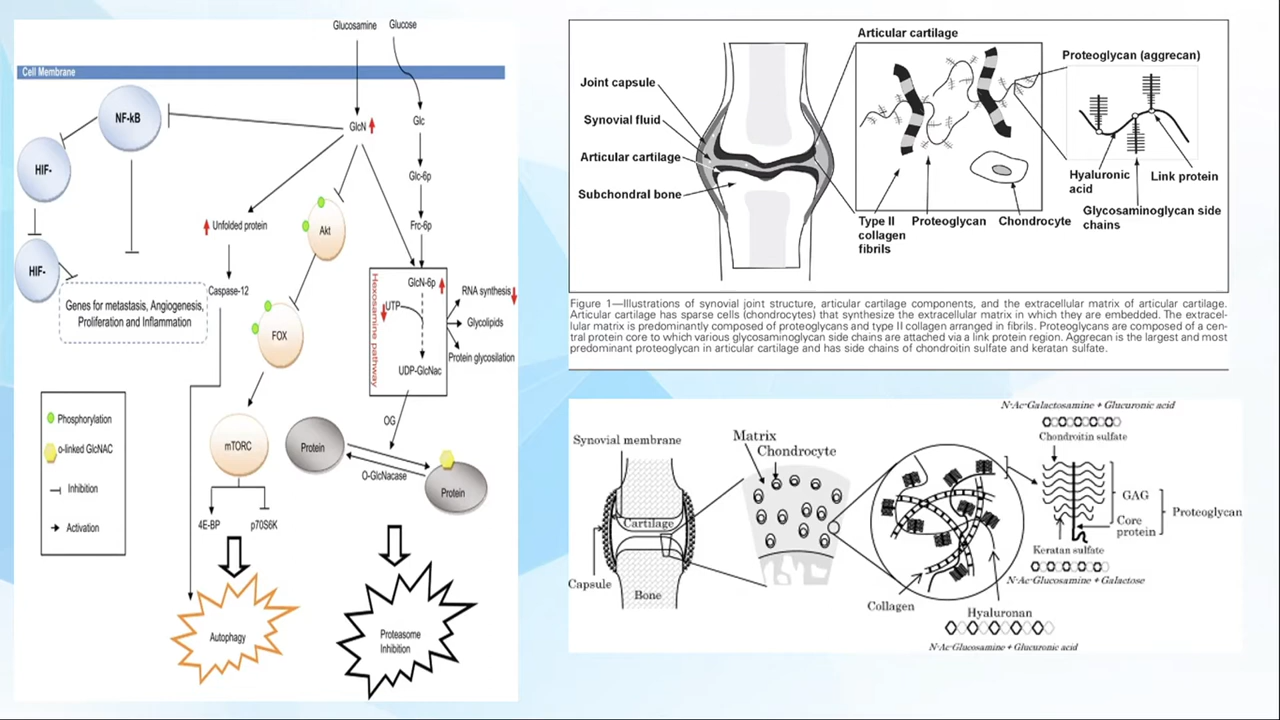 Glucosamine Glucose
Cell Membrane
NF-kB
HIF-
HIF-
GlcN
Glc
Glc-6p
Frc-6p
Unfolded protein
Akt
Caspase-12
FOX
Genes for metastasis, Angiogenesis,
Proliferation and Inflammation
Hexosamine pathway
GlcN-6p
UTP
UDP-GlcNac
RNA synthesis
Glycolipids
Protein glycosilation
OG
Phosphorylation
o-linked GlcNAC
Inhibition
Activation
mTORC
Protein
O-GlcNacase
Protein
4E-BP
p70S6K
Autophagy
Proteasome
Inhibition
Joint capsule
Synovial fluid
Articular cartilage
Subchondral bone
Articular cartilage
Type II
collagen
fibrils
Proteoglycan
Chondrocyte
Proteoglycan (aggrecan)
Hyaluronic
acid
Link protein
Glycosaminoglycan side
chains
Figure 1—Illustrations of synovial joint structure, articular cartilage components, and the extracellular matrix of articular cartilage.
Articular cartilage has sparse cells (chondrocytes) that synthesize the extracellular matrix in which they are embedded. The extracel-
lular matrix is predominantly composed of proteoglycans and type II collagen arranged in fibrils. Proteoglycans are composed of a cen-
tral protein core to which various glycosaminoglycan side chains are attached via a link protein region. Aggrecan is the largest and most
predominant proteoglycan in articular cartilage and has side chains of chondroitin sulfate and keratan sulfate.
Synovial membrane
Cartilage
Capsule
Bone
Matrix
Chondrocyte
Collagen
Hyaluronan
N-Ac-Glucosamine + Glucuronic acid
N-Ac-Galactosamine + Glucuronic acid
Chondroitin sulfate
GAG
Core
protein
Proteoglycan
Keratan sulfate
N-Ac-Glucosamine + Galactose